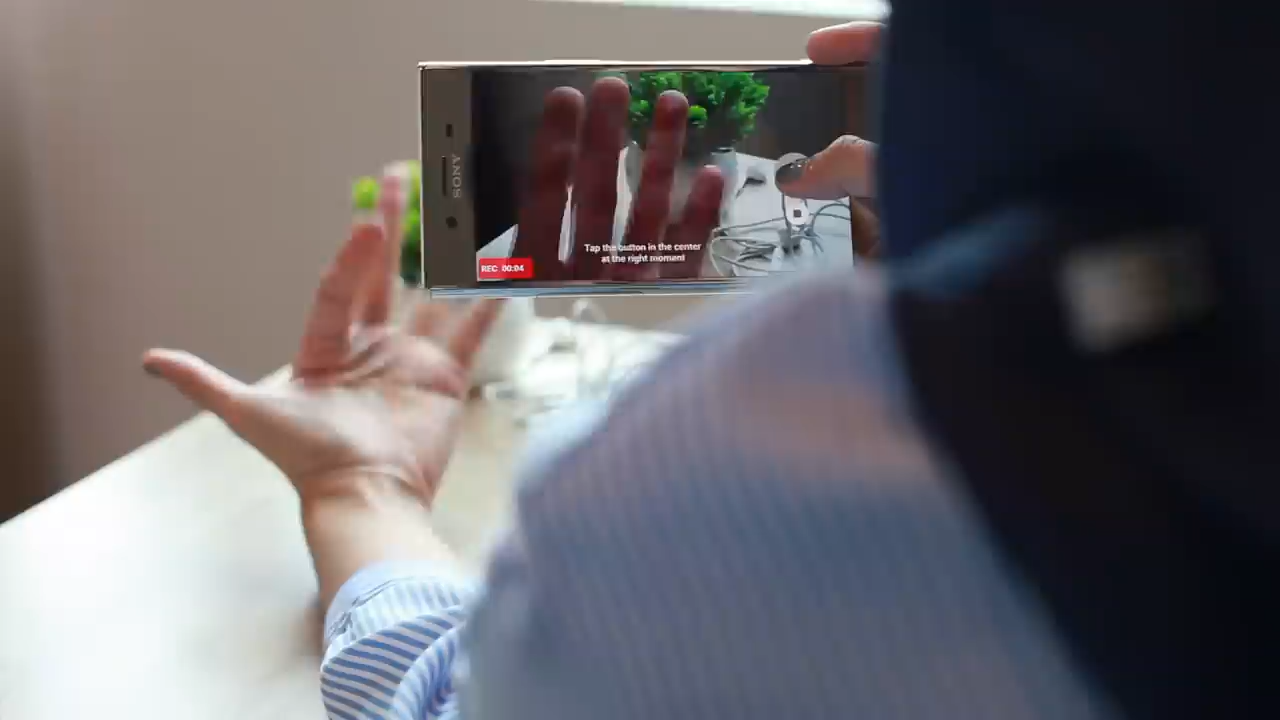 SONY
Tap the button in the center
at the right moment
REC 00:04